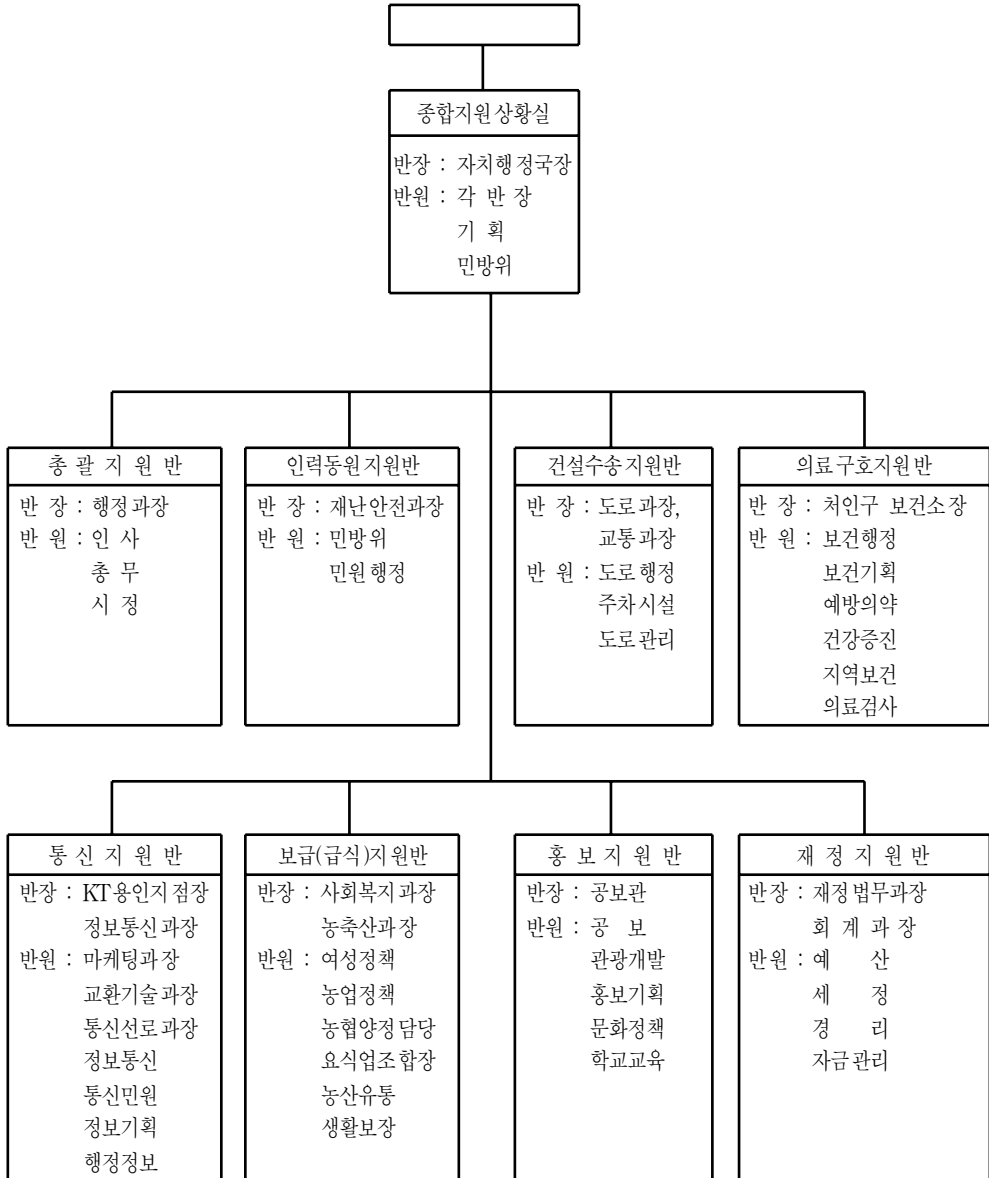 종합지원상황실
반장 : 자치행정국장
반원 : 각 반 장
기 획
민방위
총 괄 지 원 반
반 장 : 행정과장
반 원 : 인 사
총 무
시 정
인력동원지원반
반 장 : 재난안전과장
반 원 : 민방위
민원행정
건설수송지원반
반 장 : 도로과장,
교통과장
반 원 : 도로행정
주차시설
도로관리
의료구호지원반
반 장 : 처인구 보건소장
반 원 : 보건행정
보건기획
예방의약
건강증진
지역보건
의료검사
통 신 지 원 반
반장 : KT용인지점장
정보통신과장
반원 : 마케팅과장
교환기술과장
통신선로과장
정보통신
통신민원
정보기획
행정정보
보급(급식)지원반
반장 : 사회복지과장
농축산과장
반원 : 여성정책
농업정책
농협양정담당
요식업조합장
농산유통
생활보장
홍 보 지 원 반
반장 : 공보관
반원 : 공 보
관광개발
홍보기획
문화정책
학교교육
재 정 지 원 반
반장 : 재정법무과장
회 계 과 장
반원 : 예 산
세 정
경 리
자금관리